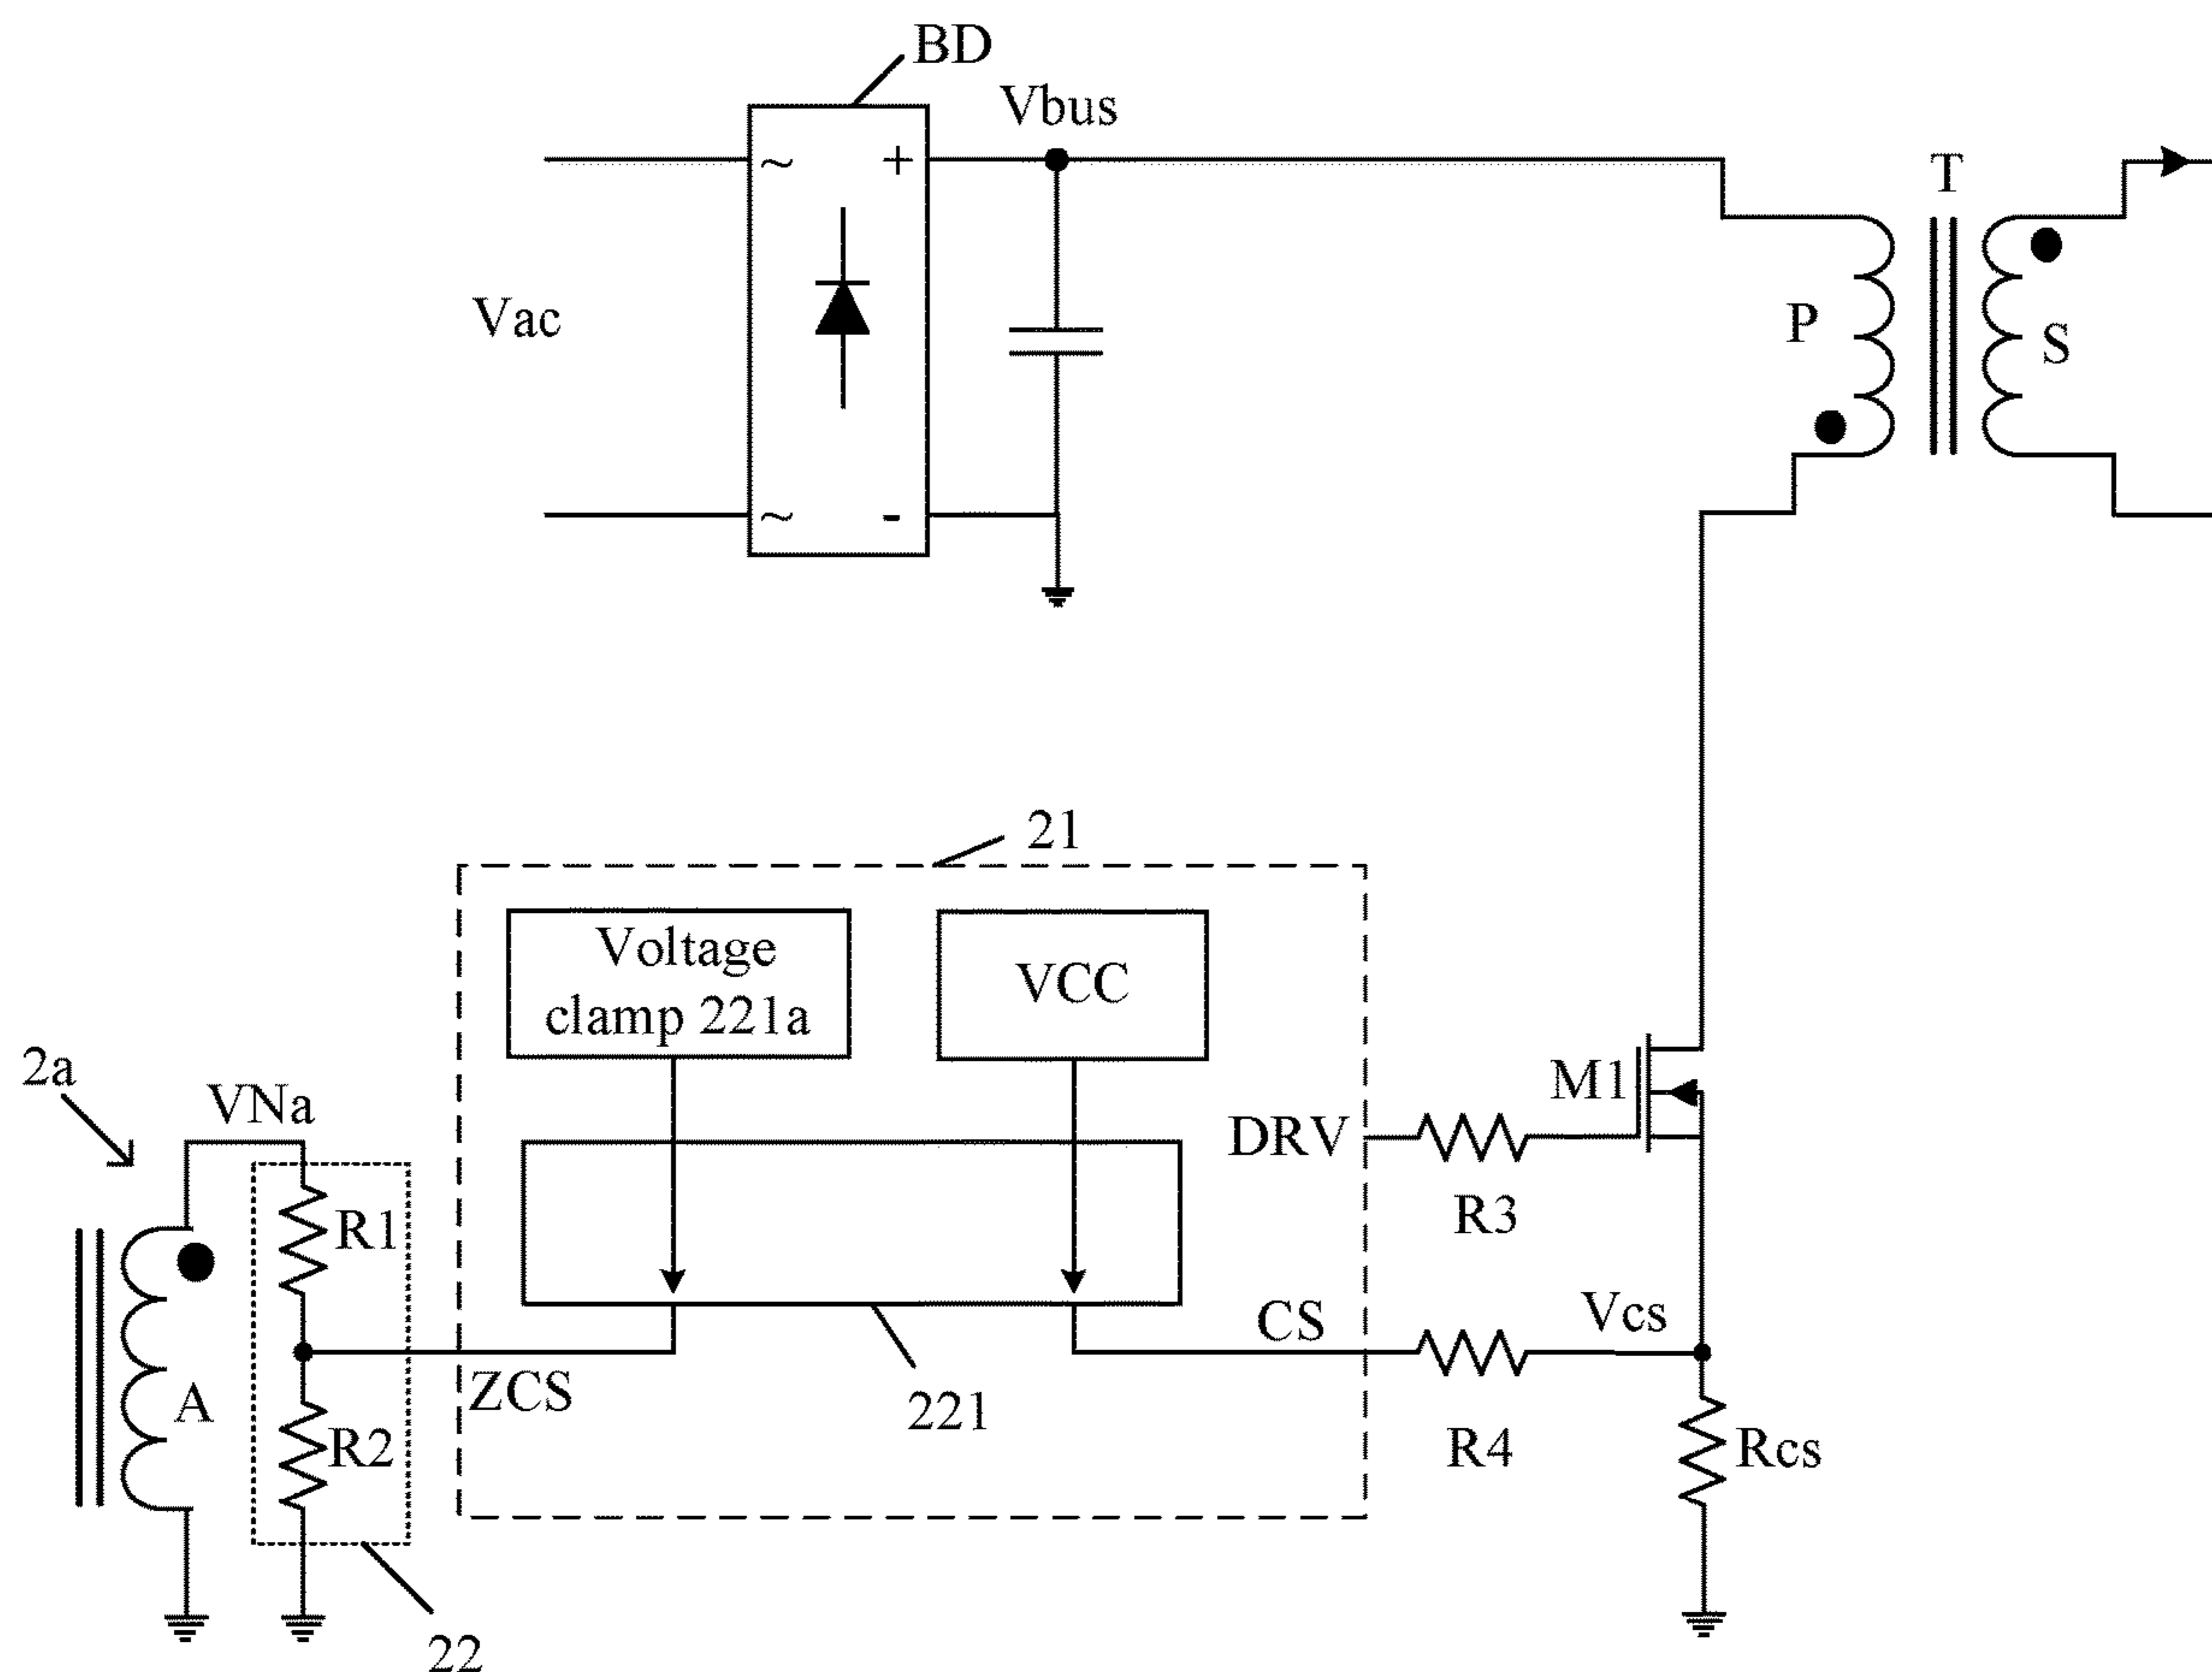 BD
Vbus
~
+
T
Vac
P
S
~
-
21
Voltage
clamp 221a
VCC
2a
VNa
M1
DRV
R1
R3
CS
Vcs
ZCS
A
221
R2
R4
Rcs
22